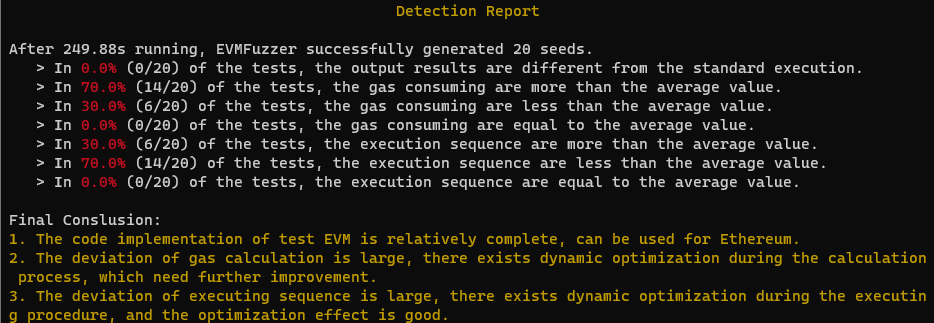 Detection Report
After 249.88s running, EVMFuzzer successfully generated 20 seeds.
> In 0.0% (0/20) of the tests, the output results are different from the standard execution.
> In 70.0% (14/20) of the tests, the gas consuming are more than the average value.
> In 30.0% (6/20) of the tests, the gas consuming are less than the average value.
> In 0.0% (0/20) of the tests, the gas consuming are equal to the average value.
> In 30.0% (6/20) of the tests, the execution sequence are more than the average value.
> In 70.0% (14/20) of the tests, the execution sequence are less than the average value.
> In 0.0% (0/20) of the tests, the execution sequence are equal to the average value.
Final Conslusion:
1. The code implementation of test EVM is relatively complete, can be used for Ethereum.
2. The deviation of gas calculation is large, there exists dynamic optimization during the calculation
process, which need further improvement.
3. The deviation of executing sequence is large, there exists dynamic optimization during the executin
g procedure, and the optimization effect is good.